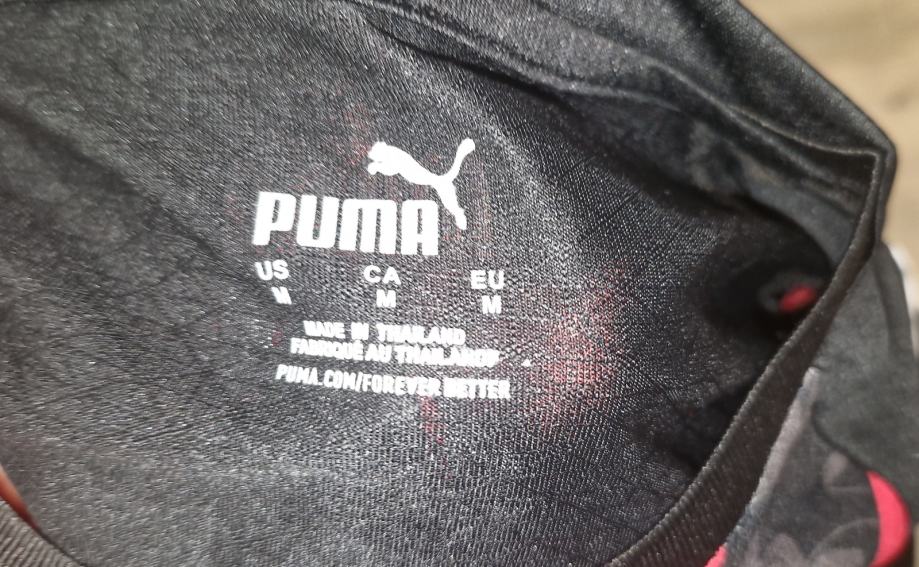 PUMA
US CA EU
M M M
MADE IN THAILAND
FABRIQUÉ AU THAILANDE
PUMA.COM/FOREVER BETTER